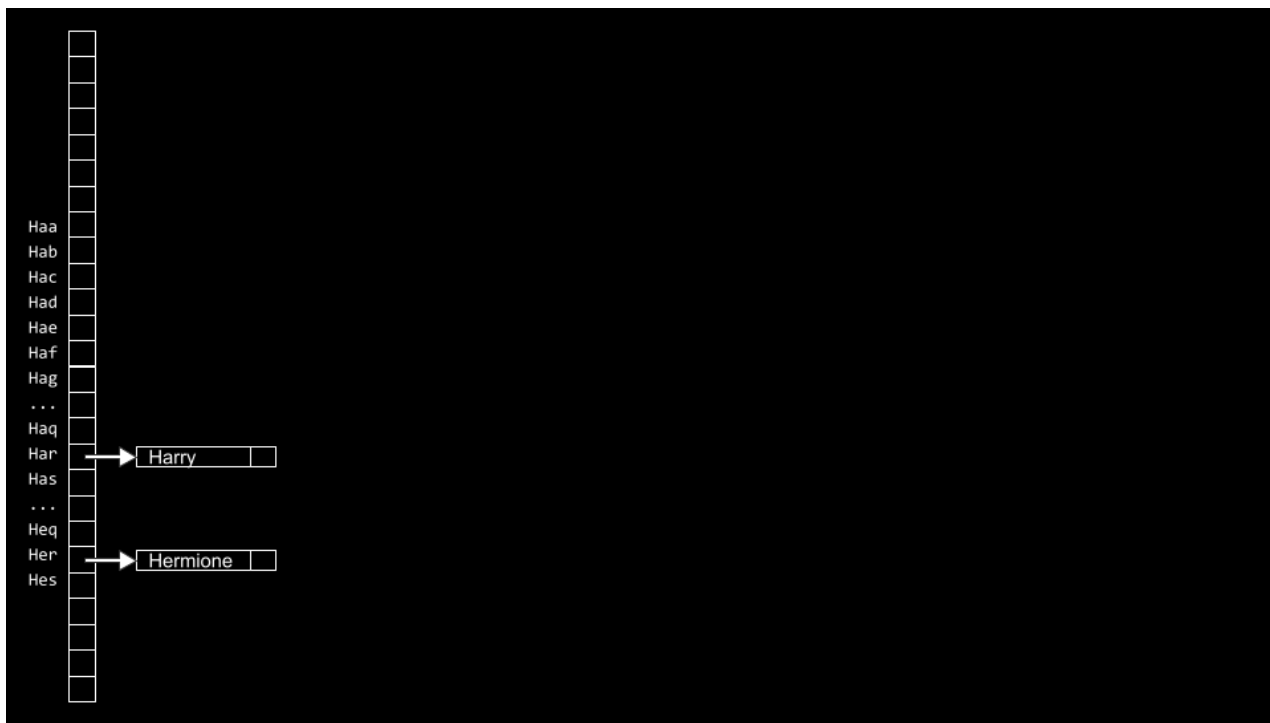 Haa
Hab
Hac
Had
Hae
Haf
Hag
...
Haq
Har Harry
Has
...
Heq
Her Hermione
Hes